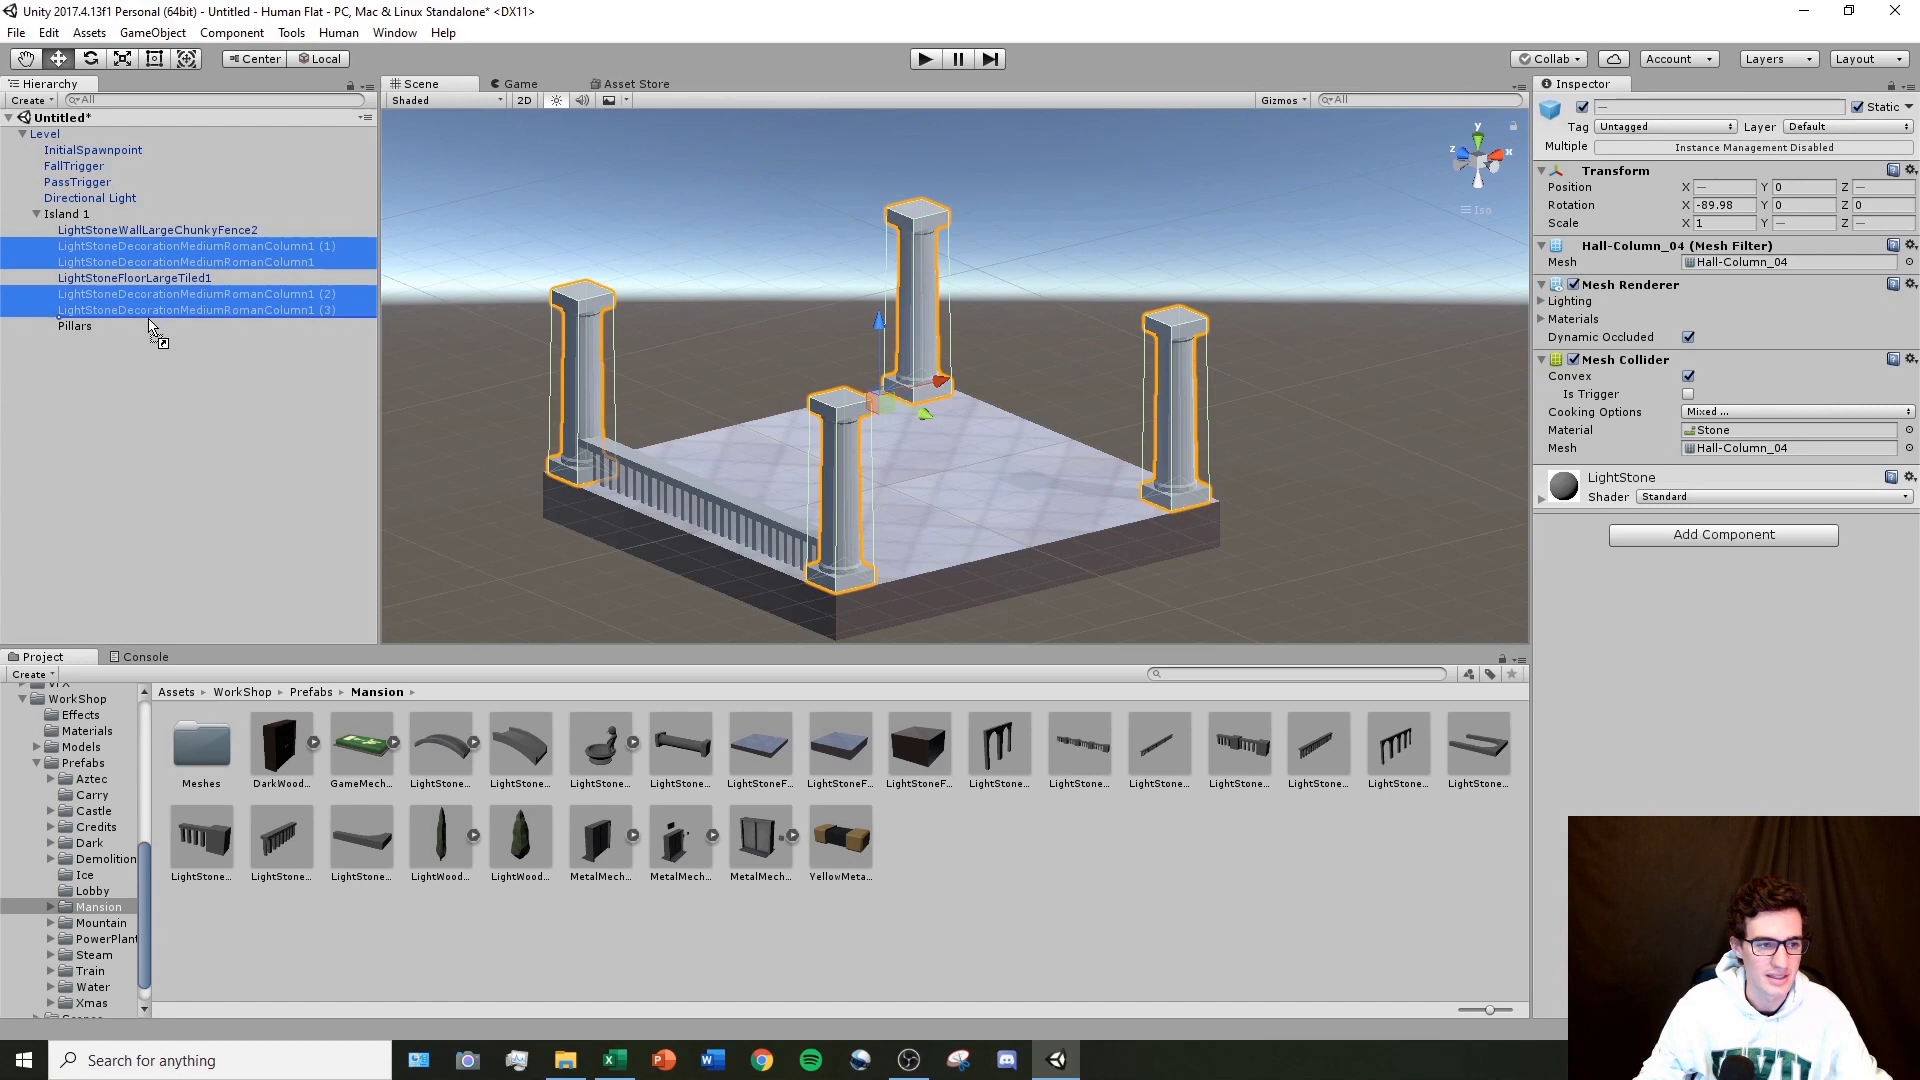 Unity 2017.4.13f1 Personal (64bit) - Untitled - Human Flat - PC, Mac & Linux Standalone* <DX11>
File Edit Assets GameObject Component Tools Human Window Help
Center Local Collab Account Layers Layout
Hierarchy Scene Game Asset Store Inspector
Create All Shaded 2D Gizmos All Static
Untitled*
Level
InitialSpawnpoint
FallTrigger
PassTrigger
Directional Light
Island 1
LightStoneWallLargeChunkyFence2
LightStoneDecorationMediumRomanColumn1 (1)
LightStoneDecorationMediumRomanColumn1
LightStoneFloorLargeTiled1
LightStoneDecorationMediumRomanColumn1 (2)
LightStoneDecorationMediumRomanColumn1 (3)
Pillars
y
z x
Iso
Tag Untagged Layer Default
Multiple Instance Management Disabled
Transform
Position X — Y 0 Z —
Rotation X -89.98 Y 0 Z 0
Scale X 1 Y — Z —
Hall-Column_04 (Mesh Filter)
Mesh Hall-Column_04
Mesh Renderer
Lighting
Materials
Dynamic Occluded
Mesh Collider
Convex
Is Trigger
Cooking Options Mixed ...
Material Stone
Mesh Hall-Column_04
LightStone
Shader Standard
Add Component
Project Console
Create
WorkShop
Effects
Materials
Models
Prefabs
Aztec
Carry
Castle
Credits
Dark
Demolition
Ice
Lobby
Mansion
Mountain
PowerPlant
Steam
Train
Water
Xmas
Assets WorkShop Prefabs Mansion
Meshes DarkWood... GameMech... LightStone... LightStone... LightStone... LightStone... LightStoneF... LightStoneF... LightStoneF... LightStone... LightStone... LightStone... LightStone... LightStone... LightStone... LightStone...
LightStone... LightStone... LightStone... LightWood... LightWood... MetalMech... MetalMech... MetalMech... YellowMeta...
Search for anything